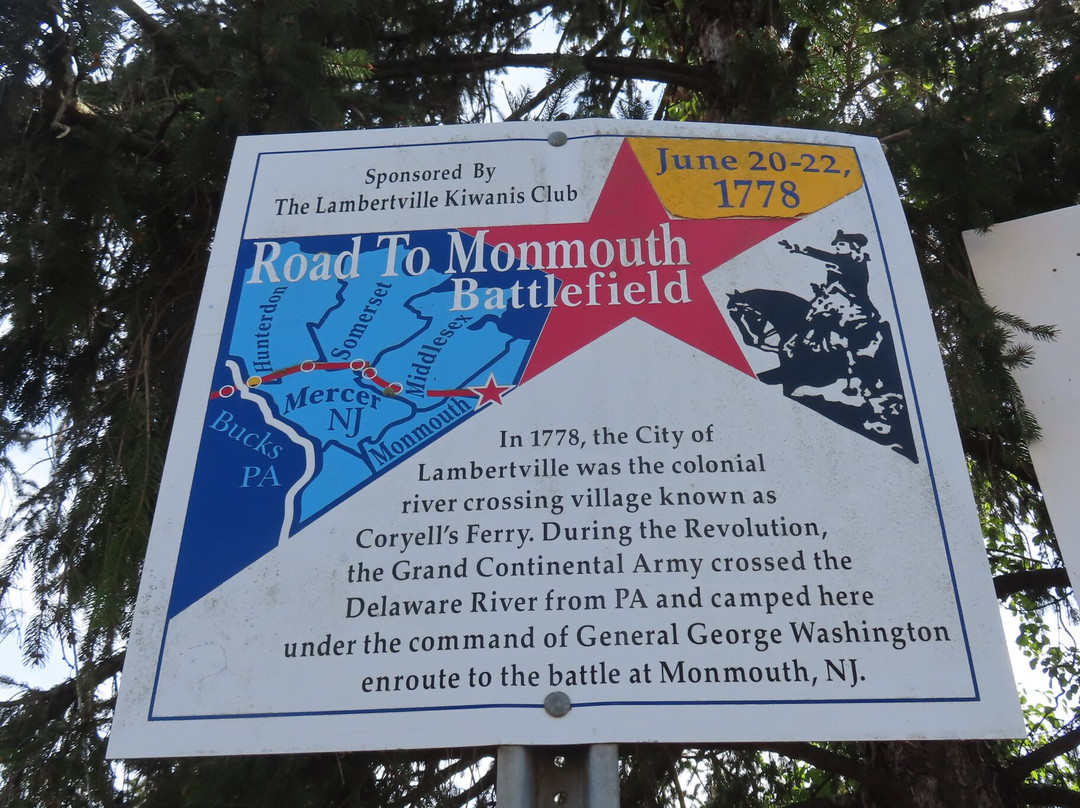 Sponsored By
The Lambertville Kiwanis Club
June 20-22,
1778
Road To Monmouth
Battlefield
Hunterdon
Somerset
Middlesex
Mercer
NJ
Monmouth
Bucks
PA
In 1778, the City of
Lambertville was the colonial
river crossing village known as
Coryell's Ferry. During the Revolution,
the Grand Continental Army crossed the
Delaware River from PA and camped here
under the command of General George Washington
enroute to the battle at Monmouth, NJ.